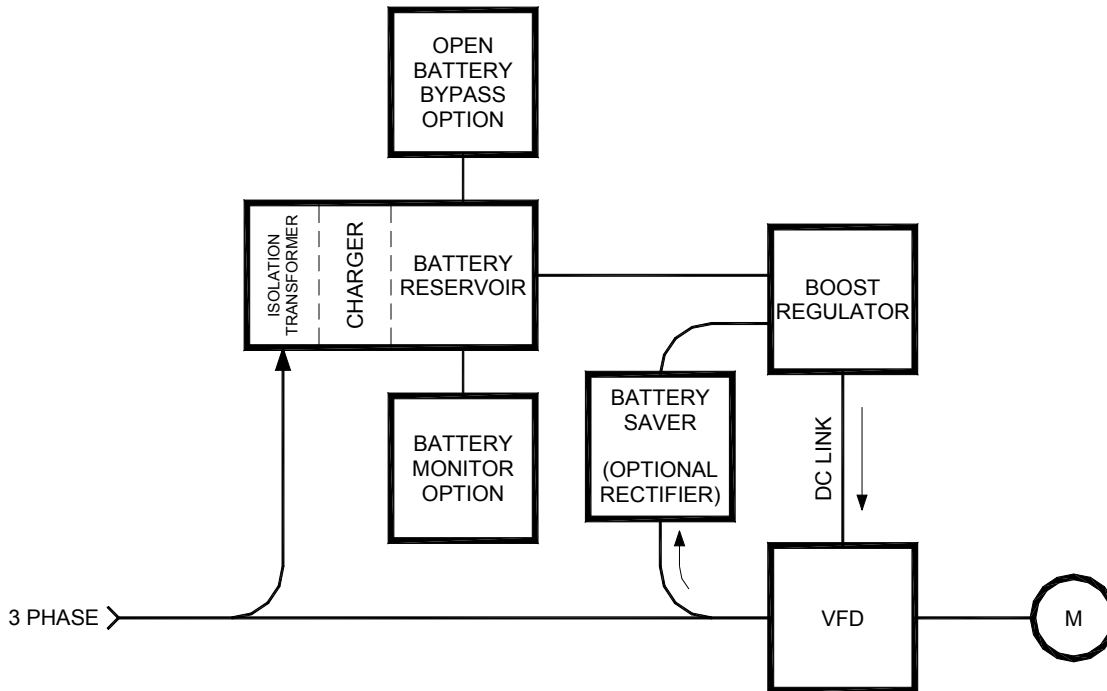 OPEN
BATTERY
BYPASS
OPTION
ISOLATION
TRANSFORMER
CHARGER
BATTERY
RESERVOIR
BOOST
REGULATOR
BATTERY
SAVER
(OPTIONAL
RECTIFIER)
BATTERY
MONITOR
OPTION
DC LINK
3 PHASE
VFD
M